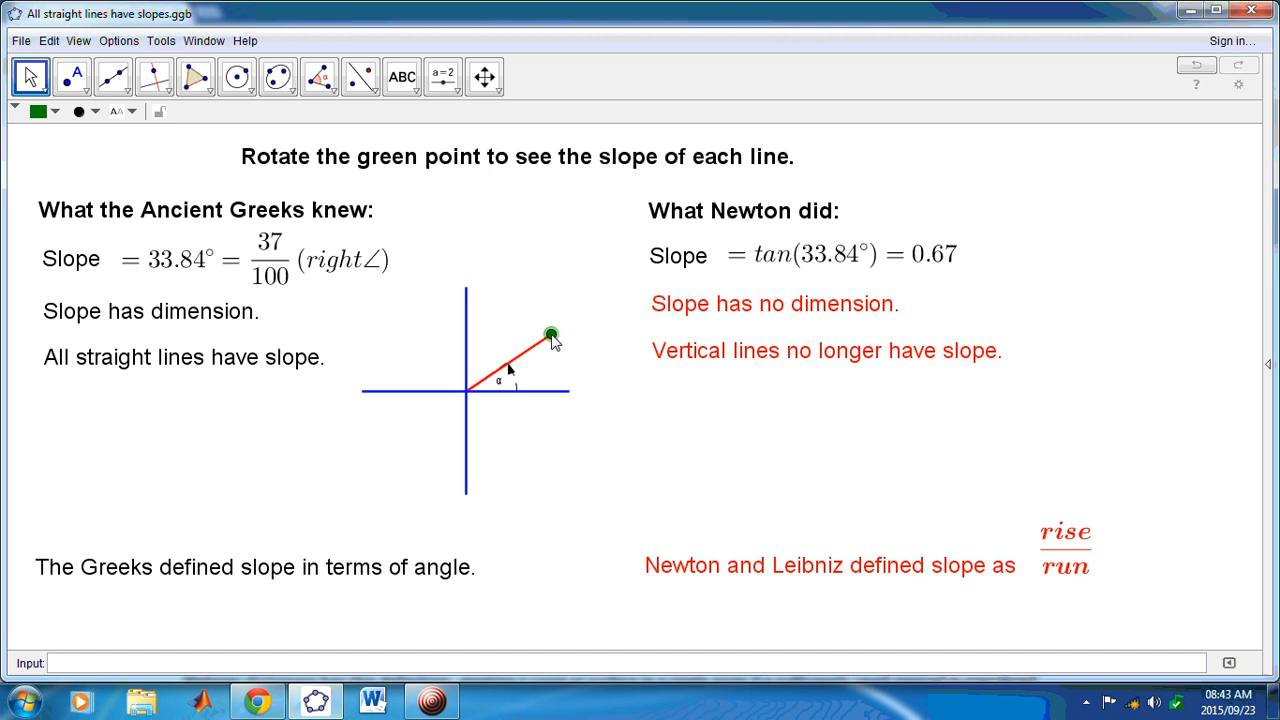 All straight lines have slopes.ggb
File Edit View Options Tools Window Help
Sign in...
A
α
ABC
a=2
?
AA
Rotate the green point to see the slope of each line.
What the Ancient Greeks knew:
Slope = 33.84° = 37/100 (right∠)
Slope has dimension.
All straight lines have slope.
α
What Newton did:
Slope = tan(33.84°) = 0.67
Slope has no dimension.
Vertical lines no longer have slope.
The Greeks defined slope in terms of angle.
Newton and Leibniz defined slope as rise/run
Input:
W
08:43 AM
2015/09/23